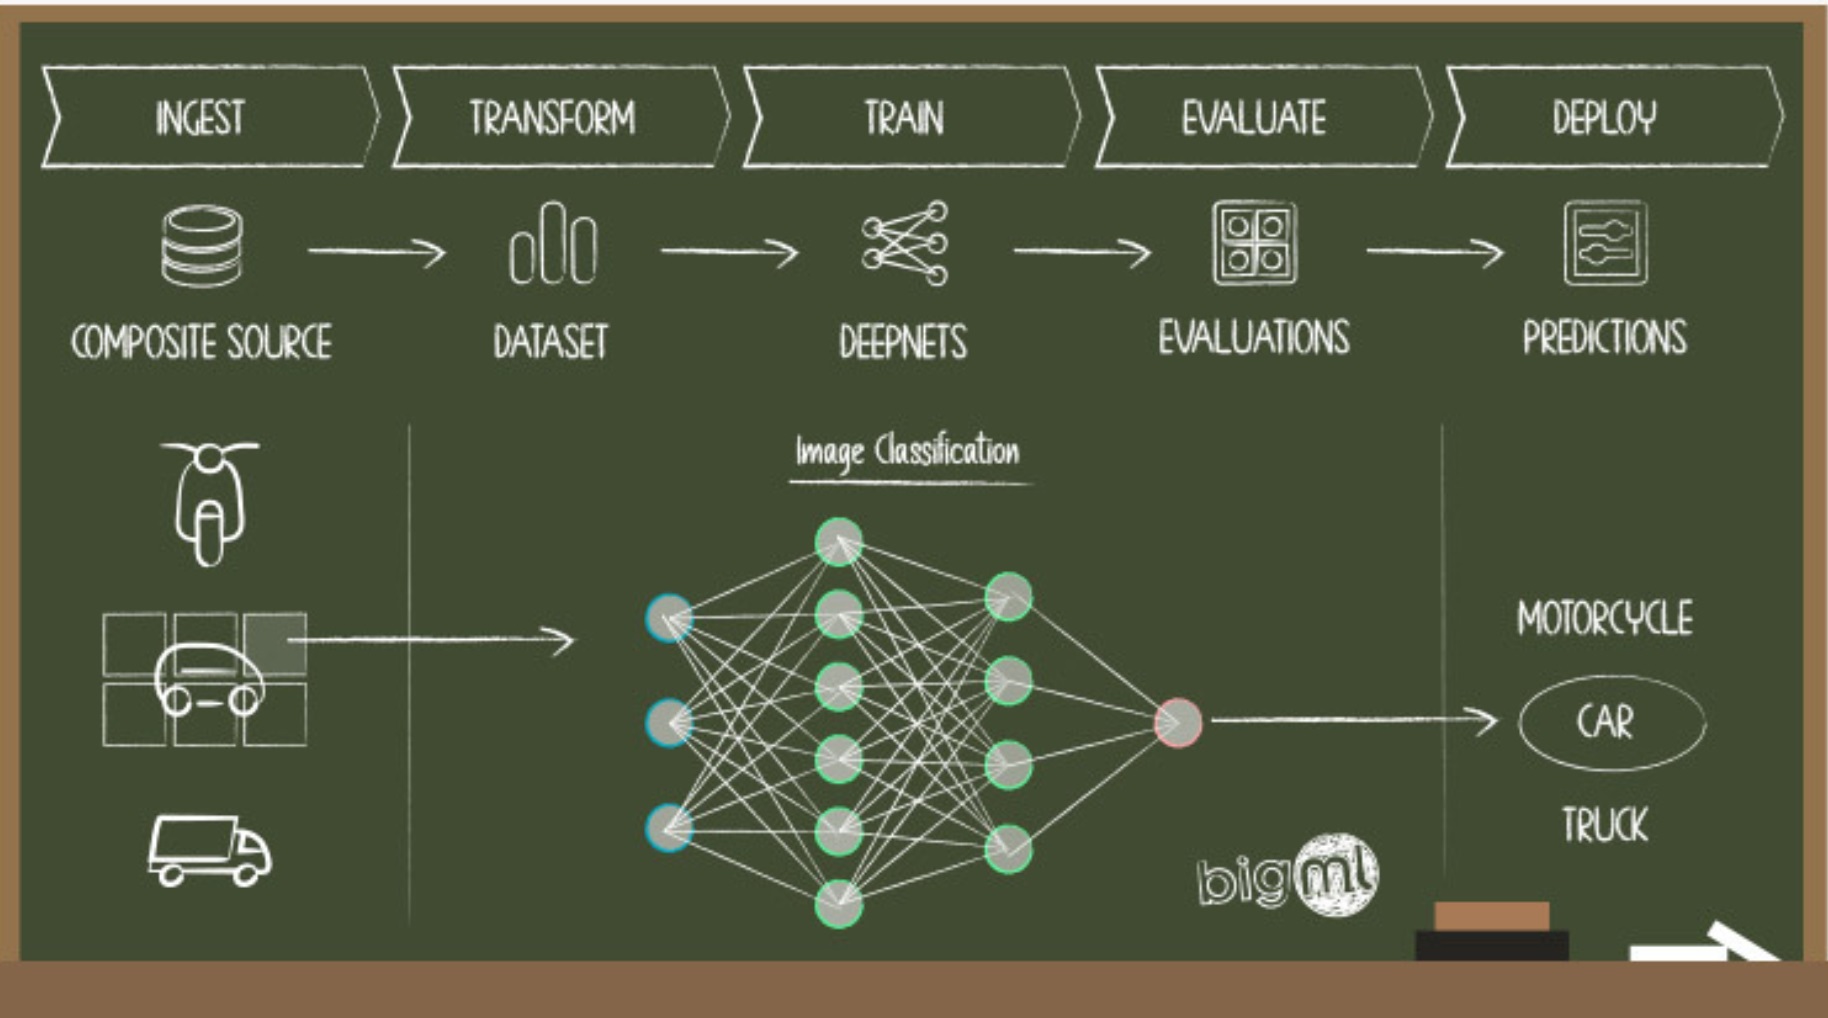 INGEST
TRANSFORM
TRAIN
EVALUATE
DEPLOY
COMPOSITE SOURCE
DATASET
DEEPNETS
EVALUATIONS
PREDICTIONS
Image Classification
MOTORCYCLE
CAR
TRUCK
bigml